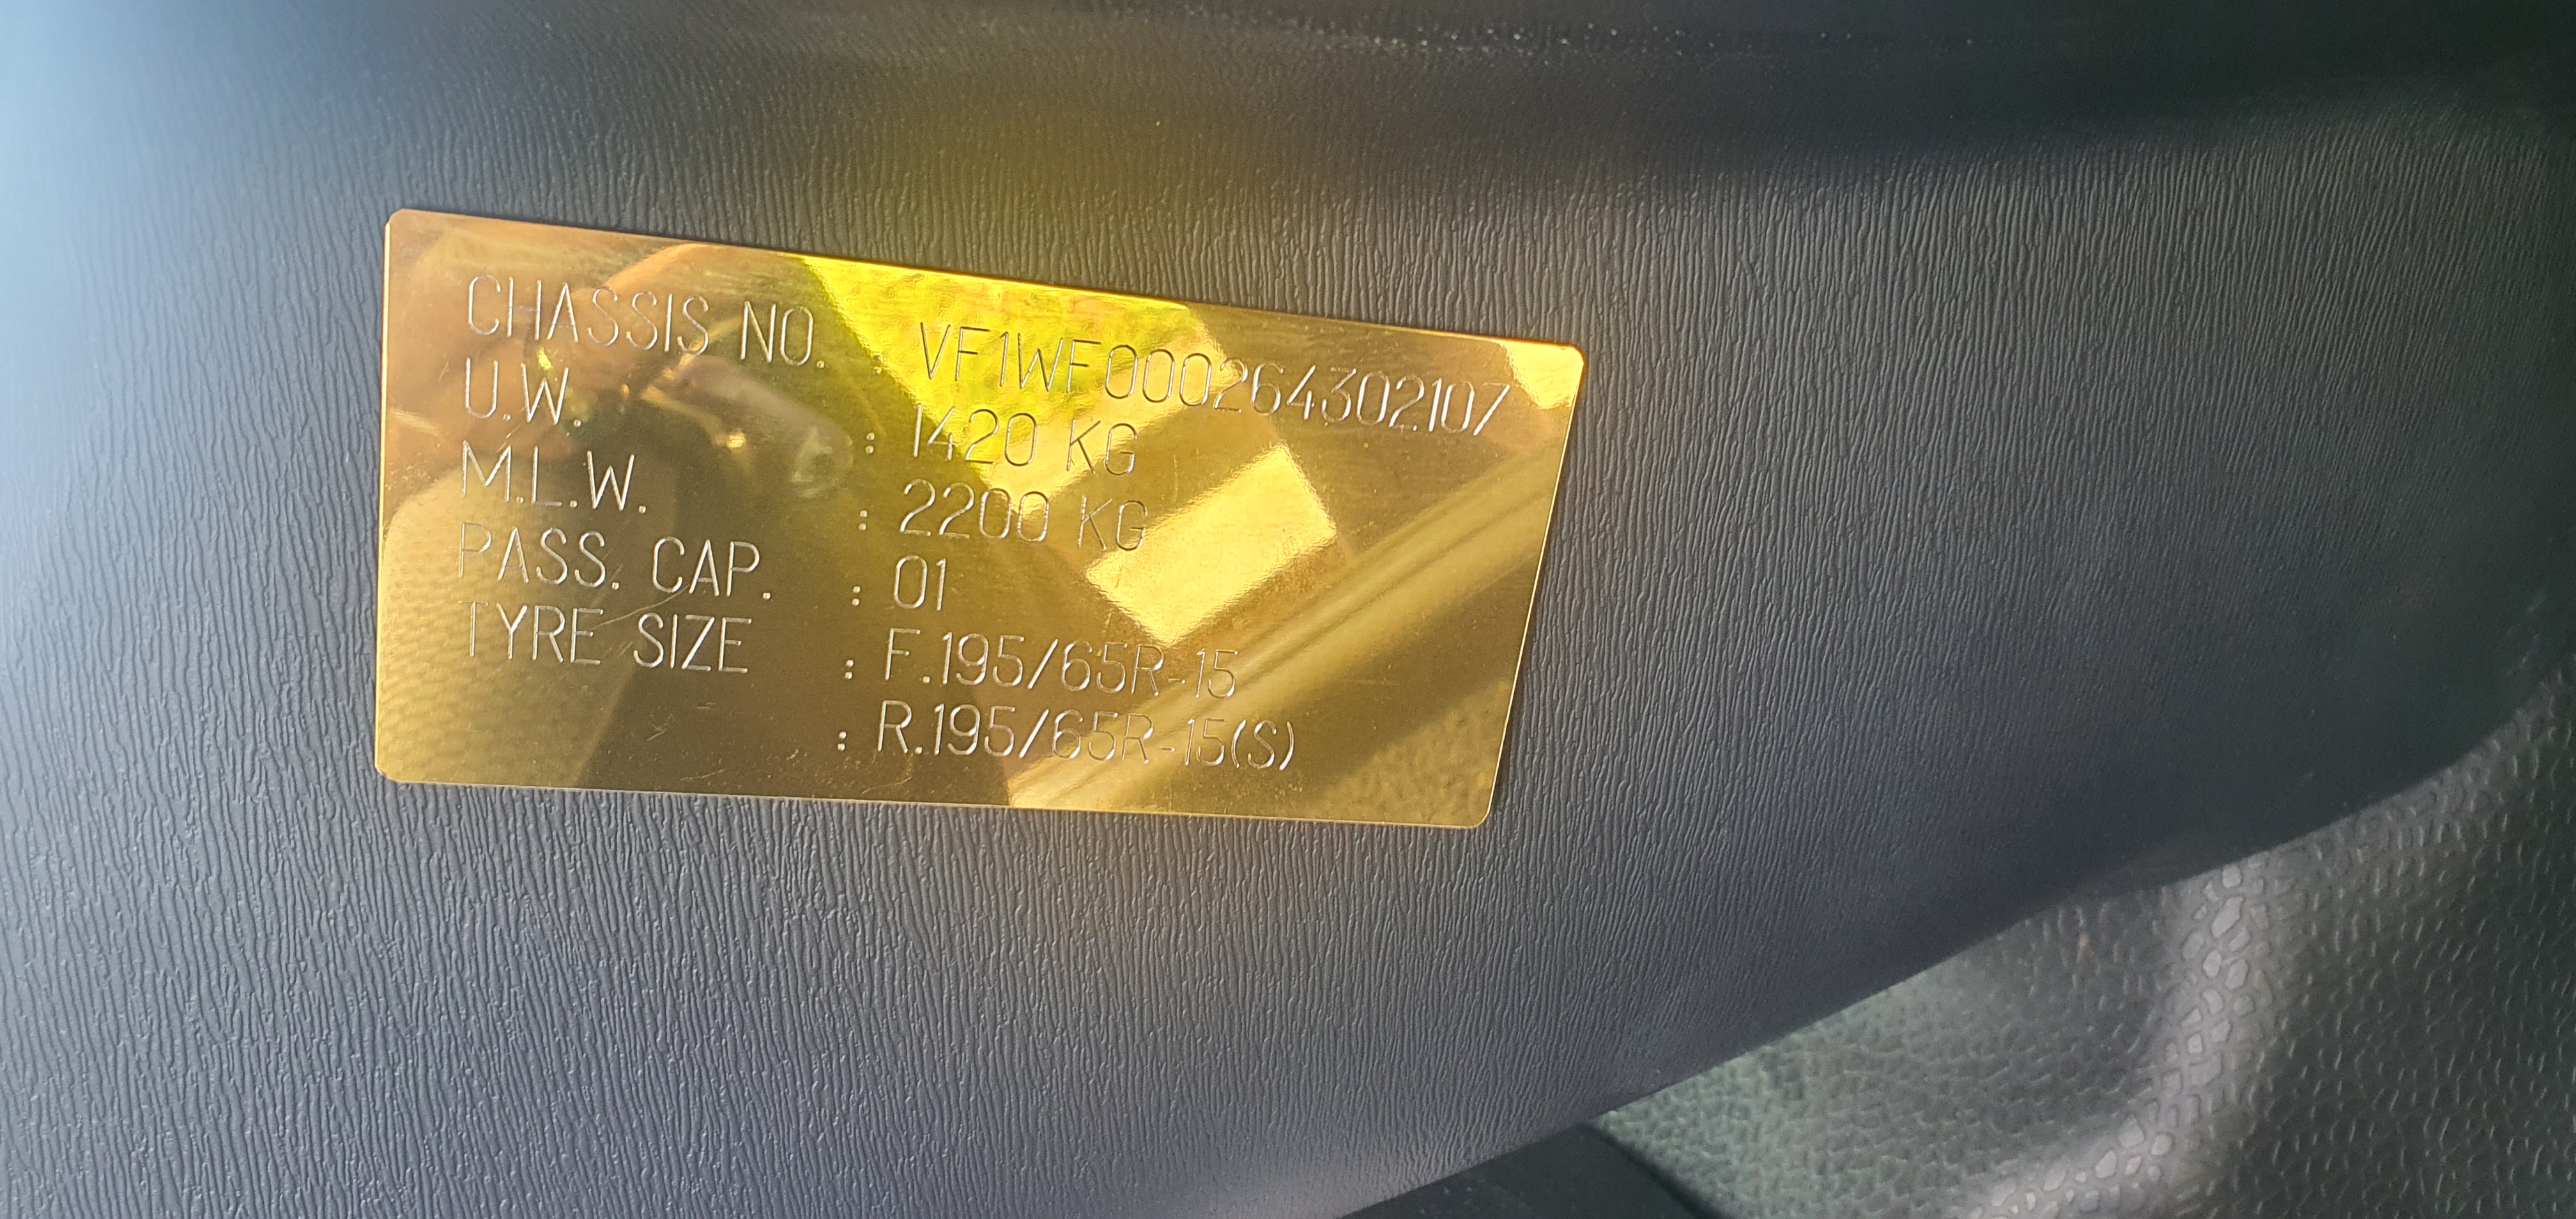 CHASSIS NO. : VF1WF000264302107
U.W. : 1420 KG
M.L.W. : 2200 KG
PASS. CAP. : 01
TYRE SIZE : F.195/65R-15
: R.195/65R-15(S)